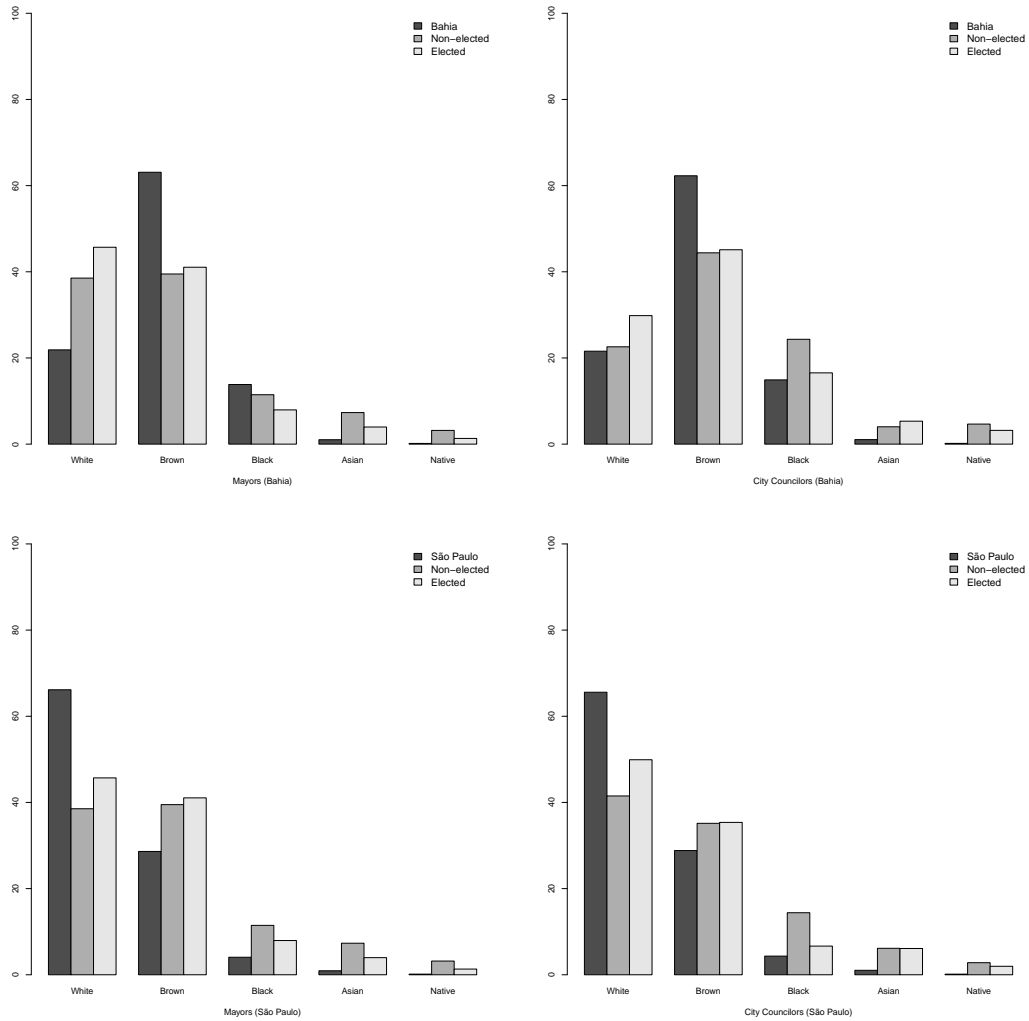 100
80
60
40
20
0
Bahia
Non−elected
Elected
White Brown Black Asian Native
Mayors (Bahia)
100
80
60
40
20
0
Bahia
Non−elected
Elected
White Brown Black Asian Native
City Councilors (Bahia)
100
80
60
40
20
0
São Paulo
Non−elected
Elected
White Brown Black Asian Native
Mayors (São Paulo)
100
80
60
40
20
0
São Paulo
Non−elected
Elected
White Brown Black Asian Native
City Councilors (São Paulo)